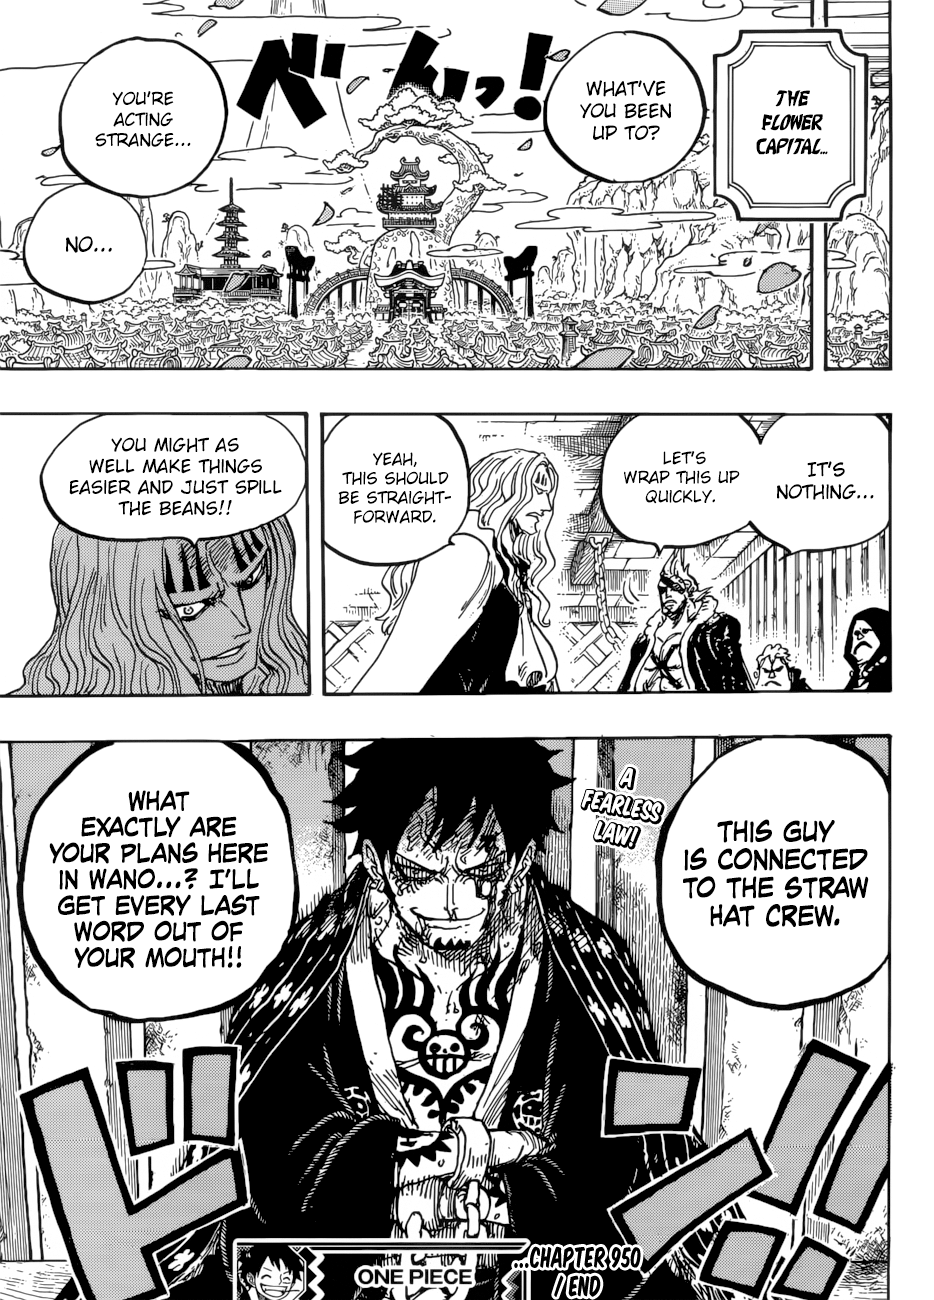 THE
FLOWER
CAPITAL...
WHAT'VE
YOU BEEN
UP TO?
べべんっ!
YOU'RE
ACTING
STRANGE...
NO...
IT'S
NOTHING...
LET'S
WRAP THIS UP
QUICKLY.
YEAH,
THIS SHOULD
BE STRAIGHT-
FORWARD.
YOU MIGHT AS
WELL MAKE THINGS
EASIER AND JUST SPILL
THE BEANS!!
THIS GUY
IS CONNECTED
TO THE STRAW
HAT CREW.
A
FEARLESS
LAW!
WHAT
EXACTLY ARE
YOUR PLANS HERE
IN WANO...? I'LL
GET EVERY LAST
WORD OUT OF
YOUR MOUTH!!
ドン!!
ONE PIECE
...CHAPTER 950
/ END